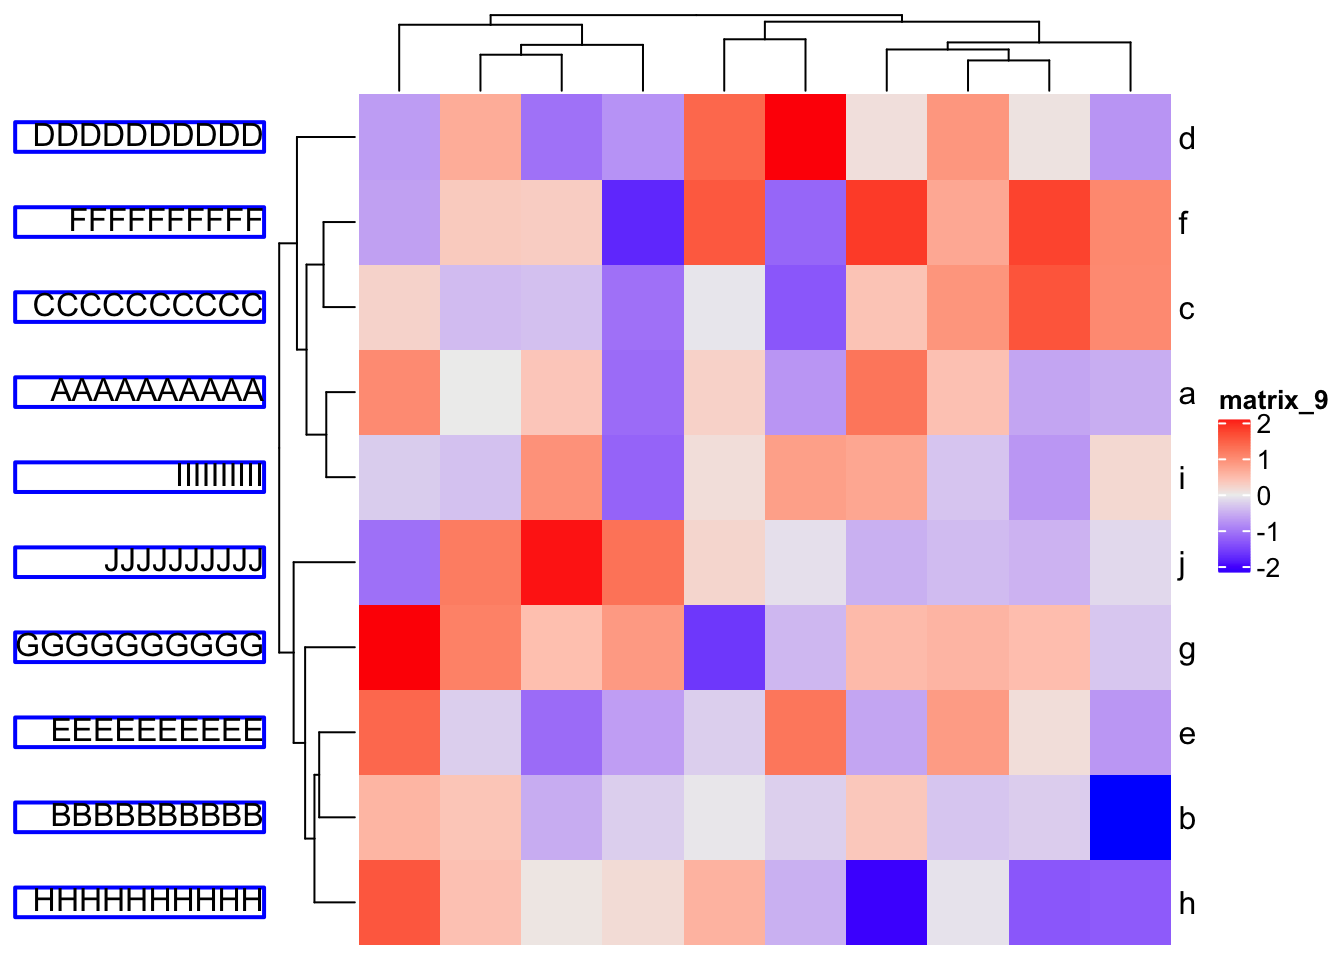 DDDDDDDDDD
d
FFFFFFFFFF
f
CCCCCCCCCC
c
AAAAAAAAAA
a
IIIIIIIIII
i
JJJJJJJJJJ
j
GGGGGGGGGG
g
EEEEEEEEEE
e
BBBBBBBBBB
b
HHHHHHHHHH
h
matrix_9
2
1
0
-1
-2